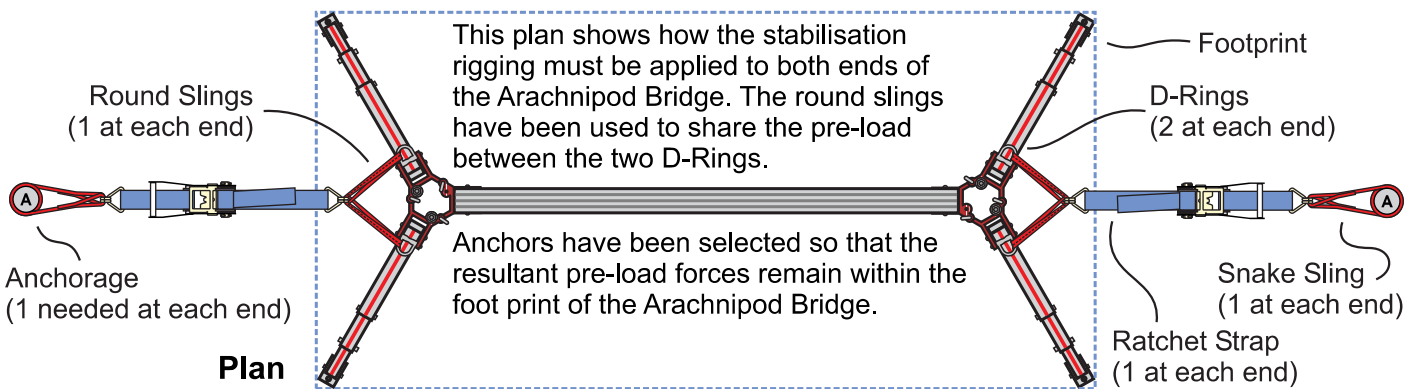 This plan shows how the stabilisation
rigging must be applied to both ends of
the Arachnipod Bridge. The round slings
have been used to share the pre-load
between the two D-Rings.
Footprint
Round Slings
(1 at each end)
D-Rings
(2 at each end)
A
A
Anchorage
(1 needed at each end)
Anchors have been selected so that the
resultant pre-load forces remain within the
foot print of the Arachnipod Bridge.
Snake Sling
(1 at each end)
Ratchet Strap
(1 at each end)
Plan